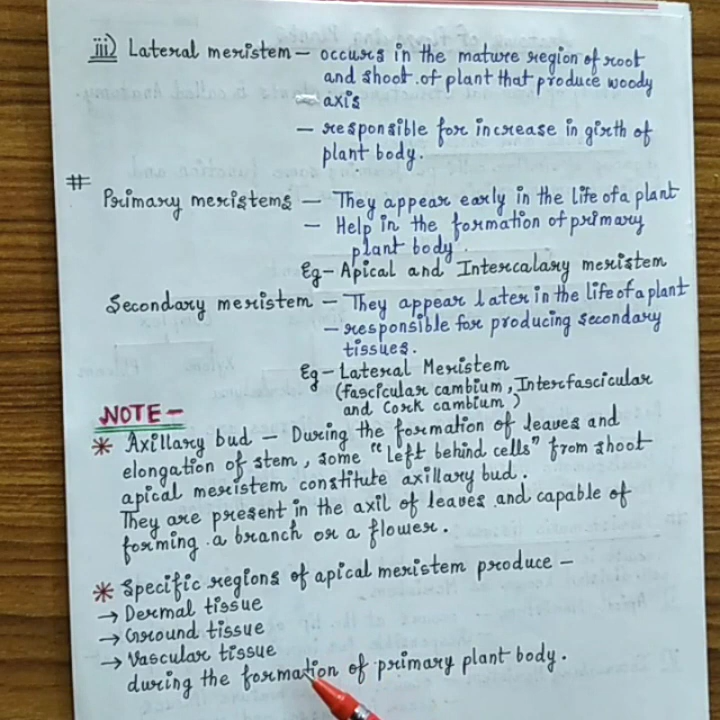 iii) Lateral meristem - occurs in the mature region of root
and shoot of plant that produce woody
axis
- responsible for increase in girth of
plant body.
#
Primary meristems - They appear early in the life of a plant
- Help in the formation of primary
plant body.
Eg - Apical and Intercalary meristem
Secondary meristem - They appear later in the life of a plant
- responsible for producing secondary
tissues.
Eg - Lateral Meristem
(fascicular cambium, Interfascicular
and Cork cambium)
NOTE -
* Axillary bud - During the formation of leaves and
elongation of stem, some "Left behind cells" from shoot
apical meristem constitute axillary bud.
They are present in the axil of leaves and capable of
forming a branch or a flower.
* Specific regions of apical meristem produce -
→ Dermal tissue
→ Ground tissue
→ Vascular tissue
during the formation of primary plant body.